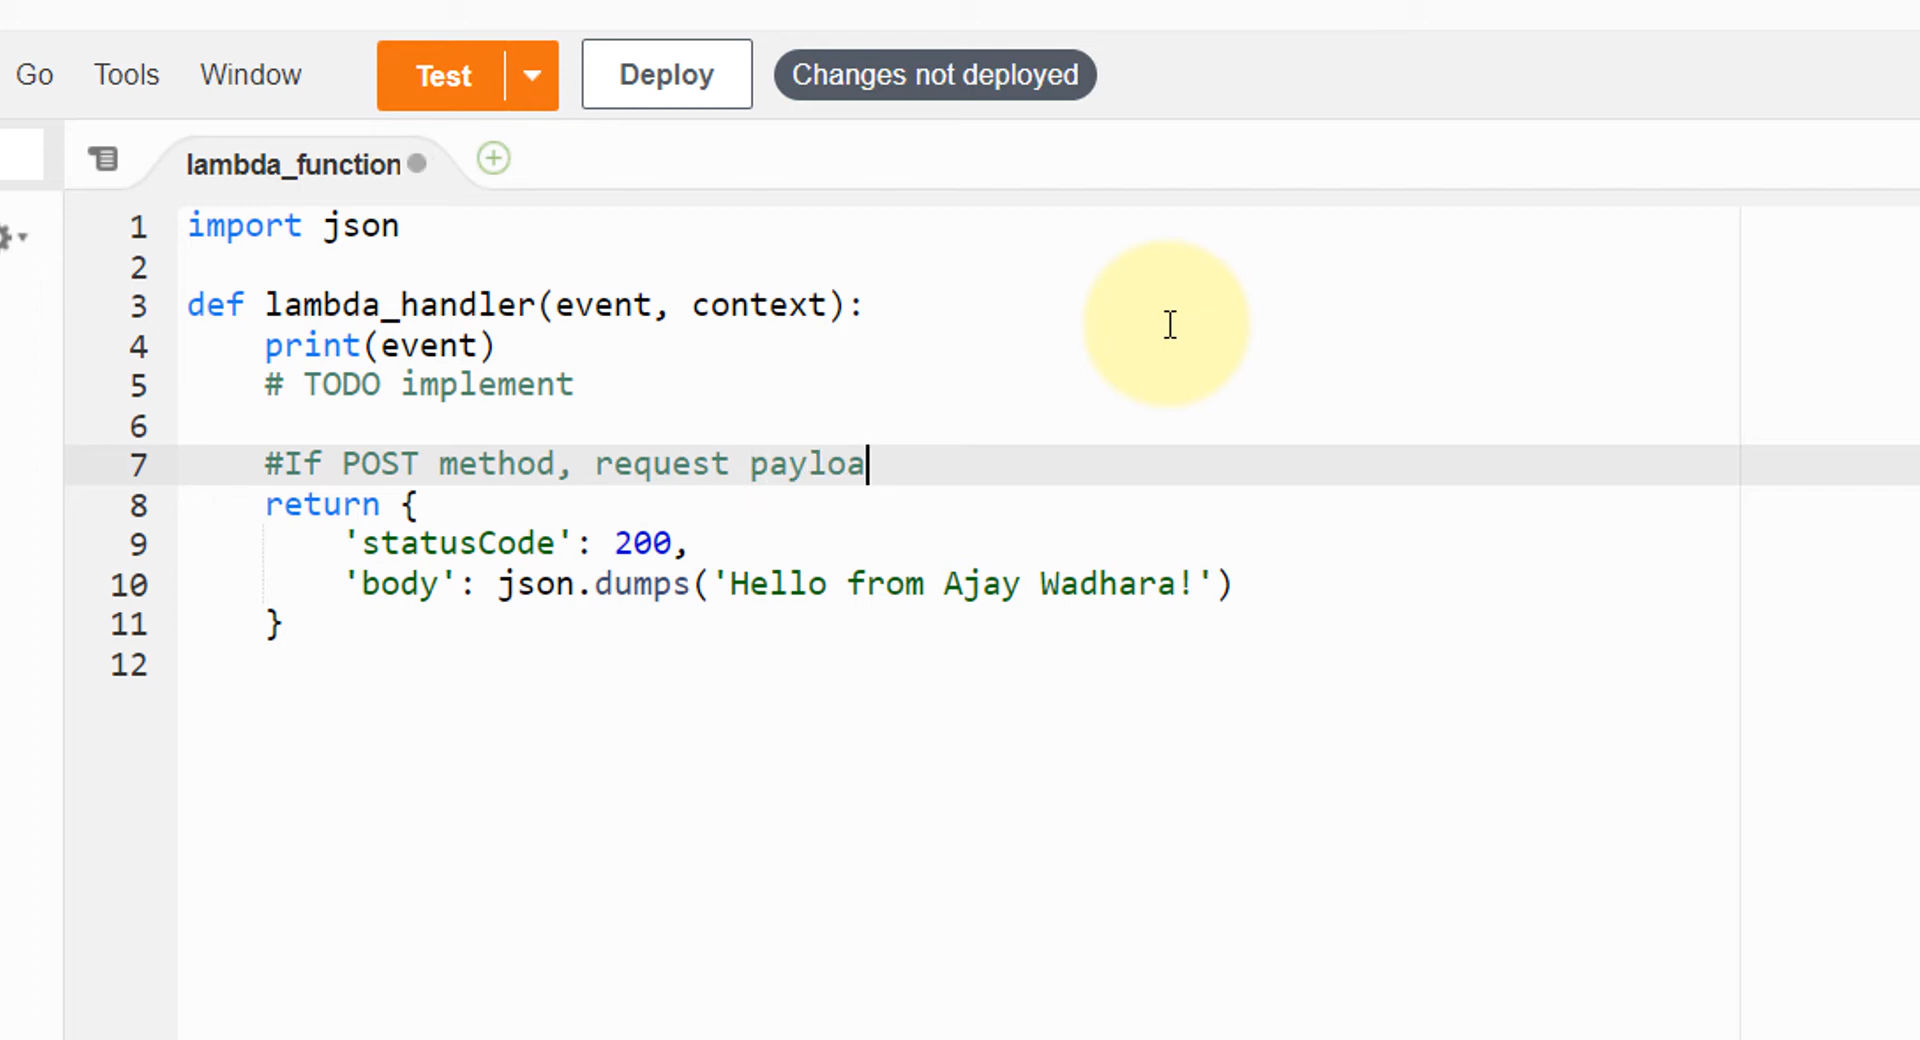 Go Tools Window Test Deploy Changes not deployed
lambda_function
1 import json
2
3 def lambda_handler(event, context):
4     print(event)
5     # TODO implement
6
7     #If POST method, request payloa
8     return {
9         'statusCode': 200,
10         'body': json.dumps('Hello from Ajay Wadhara!')
11     }
12